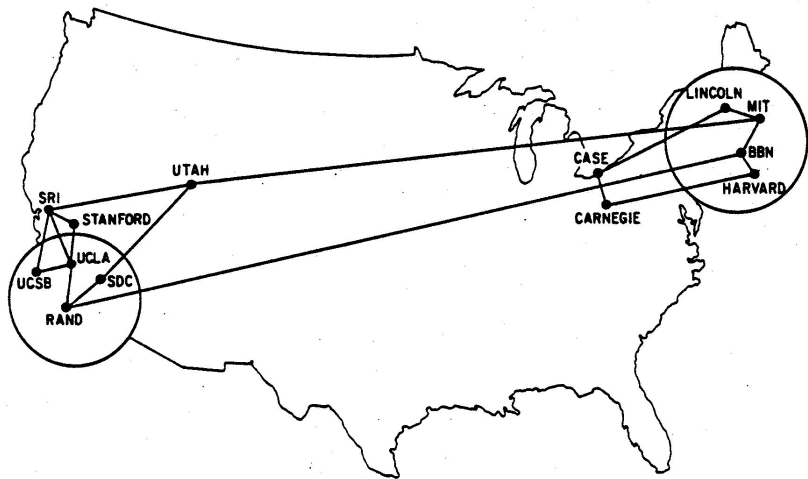 LINCOLN
MIT
BBN
CASE
UTAH
HARVARD
SRI
CARNEGIE
STANFORD
UCLA
UCSB
SDC
RAND